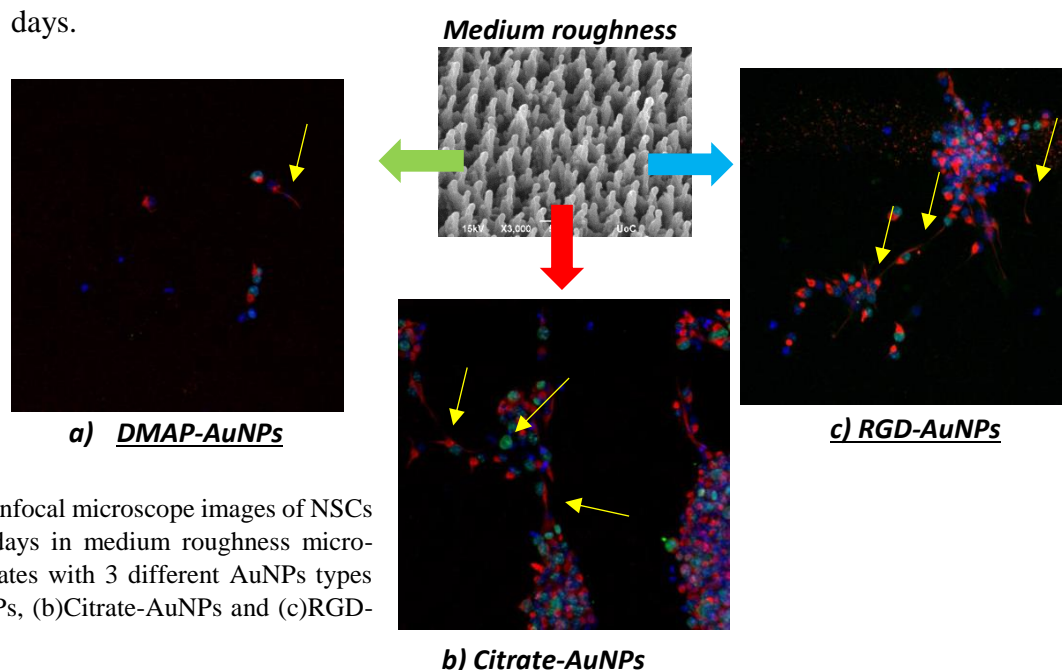 days.
Medium roughness
15kV X3,000 UoC
a) DMAP-AuNPs
c) RGD-AuNPs
nfocal microscope images of NSCs
days in medium roughness micro-
ates with 3 different AuNPs types
Ps, (b)Citrate-AuNPs and (c)RGD-
b) Citrate-AuNPs